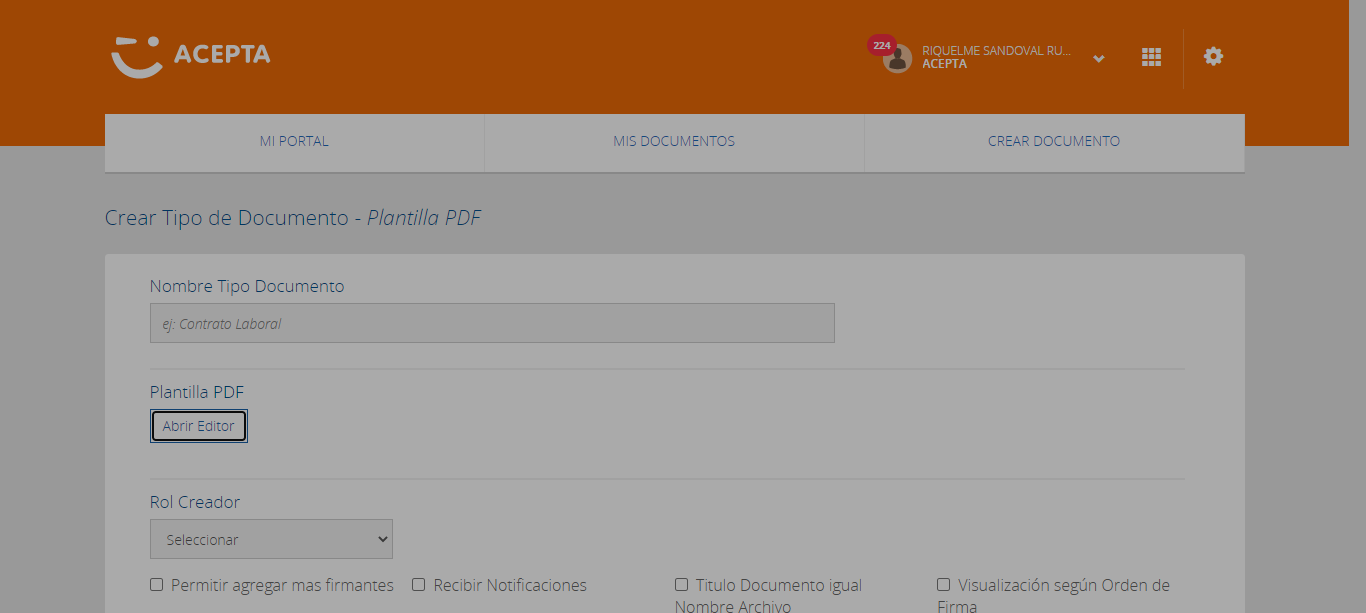 ACEPTA
224
RIQUELME SANDOVAL RU...
ACEPTA
MI PORTAL
MIS DOCUMENTOS
CREAR DOCUMENTO
Crear Tipo de Documento - Plantilla PDF
Nombre Tipo Documento
ej: Contrato Laboral
Plantilla PDF
Abrir Editor
Rol Creador
Seleccionar
Permitir agregar mas firmantes
Recibir Notificaciones
Titulo Documento igual
Nombre Archivo
Visualización según Orden de
Firma